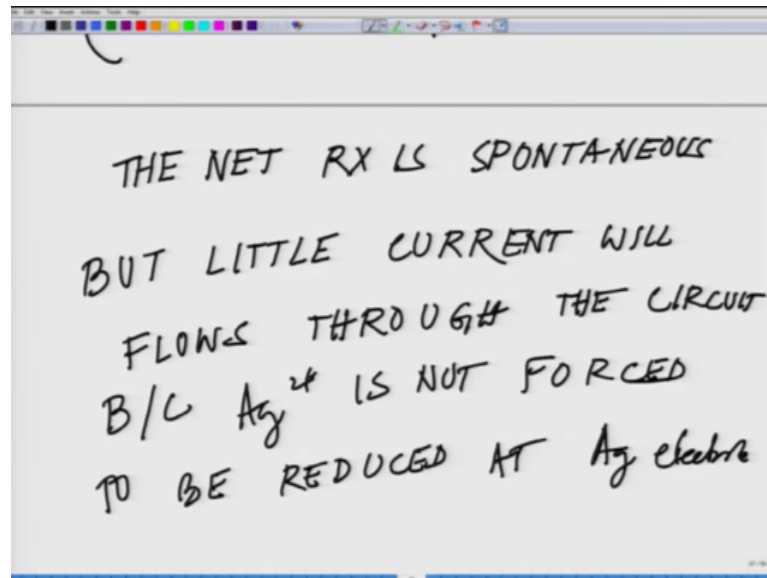 THE NET RX IS SPONTANEOUS
BUT LITTLE CURRENT WILL
FLOWS THROUGH THE CIRCUIT
B/C Ag²⁺ IS NOT FORCED
TO BE REDUCED AT Ag electrode